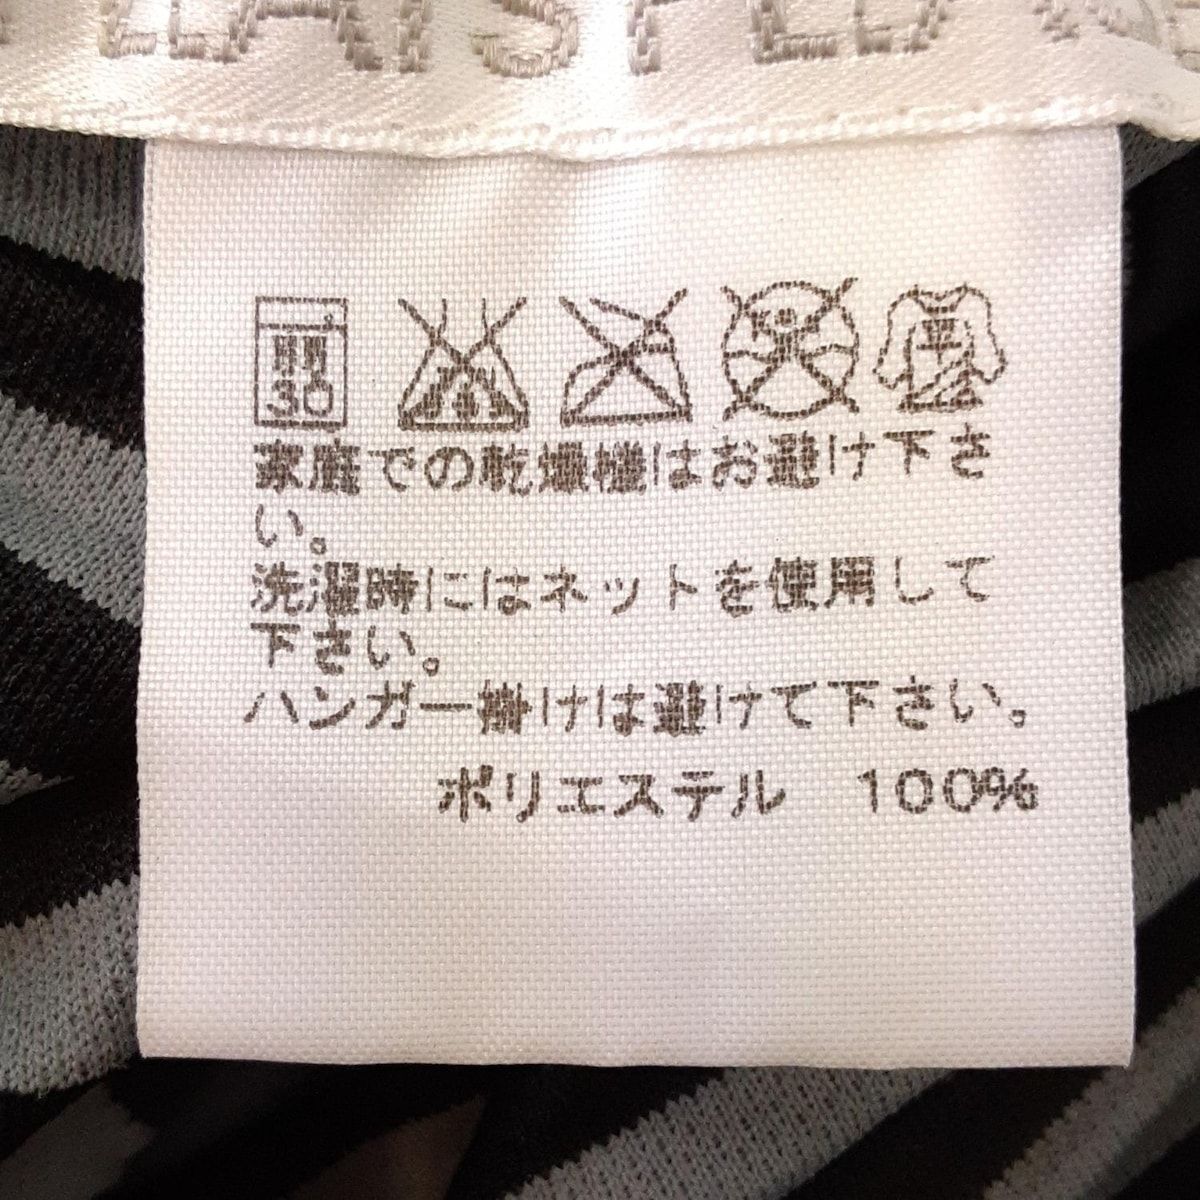 30 平
家庭での乾燥機はお避け下さ
い。
洗濯時にはネットを使用して
下さい。
ハンガー掛けは避けて下さい。
ポリエステル 100%